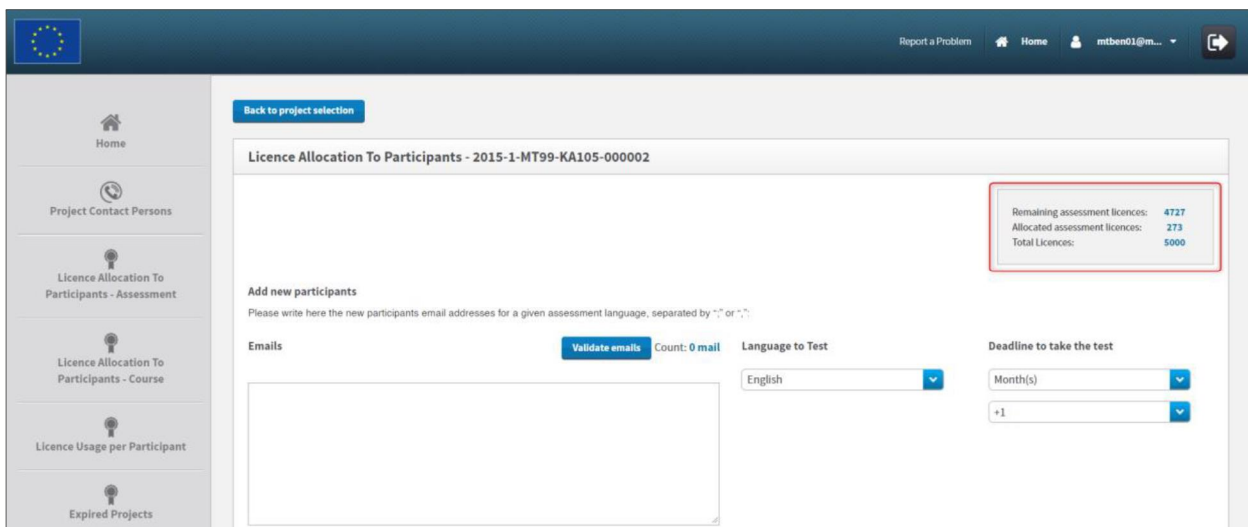 Report a Problem
Home
mtben01@m...
Home
Project Contact Persons
Licence Allocation To
Participants - Assessment
Licence Allocation To
Participants - Course
Licence Usage per Participant
Expired Projects
Back to project selection
Licence Allocation To Participants - 2015-1-MT99-KA105-000002
Remaining assessment licences: 4727
Allocated assessment licences: 273
Total Licences: 5000
Add new participants
Please write here the new participants email addresses for a given assessment language, separated by ";" or ",":
Emails
Validate emails Count: 0 mail
Language to Test
English
Deadline to take the test
Month(s)
+1